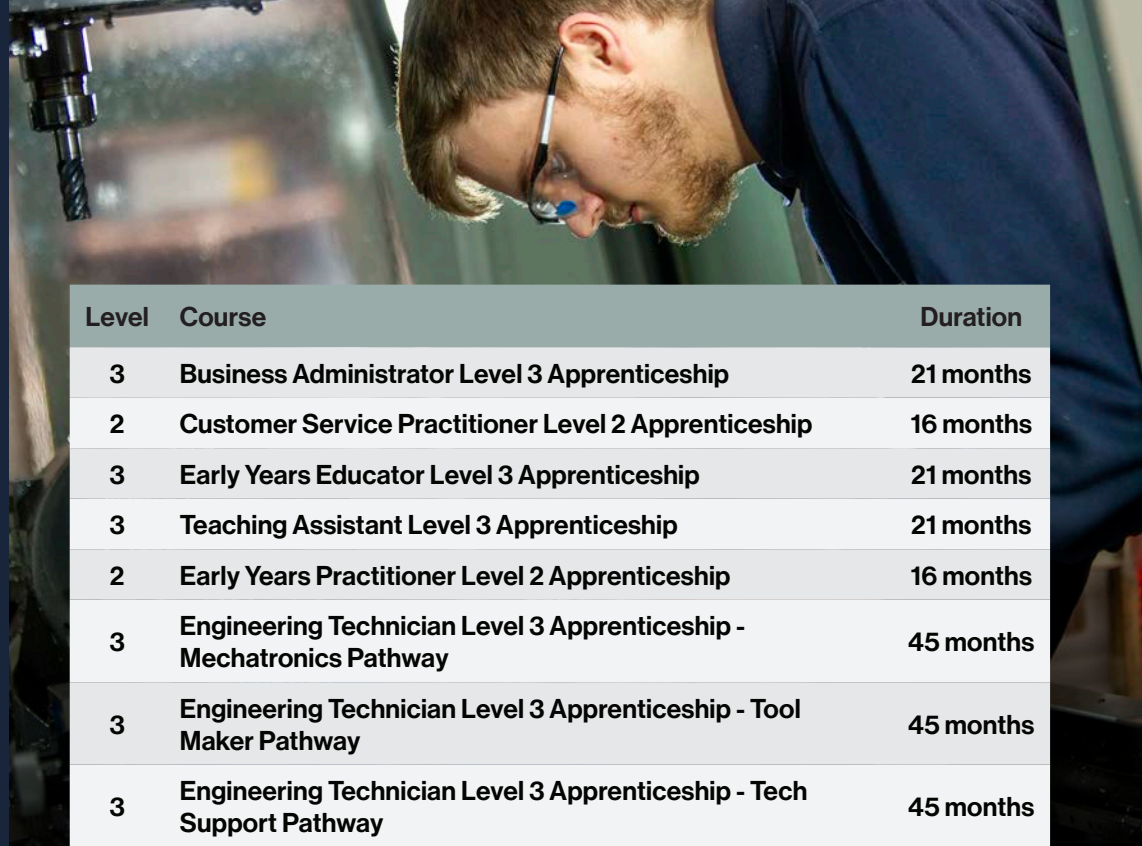 Level Course Duration
3 Business Administrator Level 3 Apprenticeship 21 months
2 Customer Service Practitioner Level 2 Apprenticeship 16 months
3 Early Years Educator Level 3 Apprenticeship 21 months
3 Teaching Assistant Level 3 Apprenticeship 21 months
2 Early Years Practitioner Level 2 Apprenticeship 16 months
3 Engineering Technician Level 3 Apprenticeship -
Mechatronics Pathway 45 months
3 Engineering Technician Level 3 Apprenticeship - Tool
Maker Pathway 45 months
3 Engineering Technician Level 3 Apprenticeship - Tech
Support Pathway 45 months